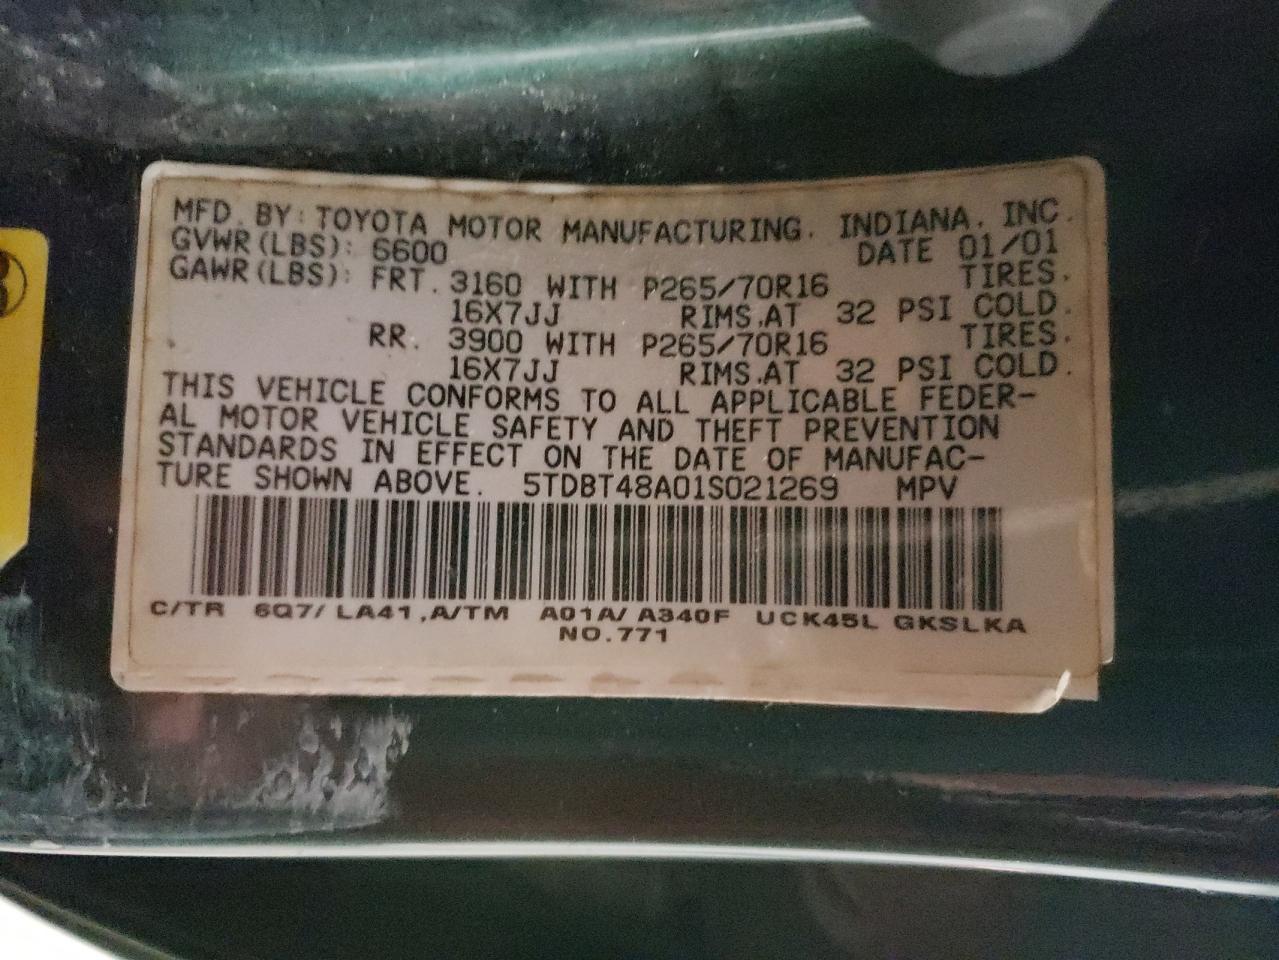 MFD. BY: TOYOTA MOTOR MANUFACTURING. INDIANA. INC.
GVWR(LBS): 6600 DATE 01/01
GAWR(LBS): FRT. 3160 WITH P265/70R16 TIRES.
16X7JJ RIMS.AT 32 PSI COLD.
RR. 3900 WITH P265/70R16 TIRES.
16X7JJ RIMS.AT 32 PSI COLD.
THIS VEHICLE CONFORMS TO ALL APPLICABLE FEDER-
AL MOTOR VEHICLE SAFETY AND THEFT PREVENTION
STANDARDS IN EFFECT ON THE DATE OF MANUFAC-
TURE SHOWN ABOVE. 5TDBT48A01S021269 MPV
C/TR 6Q7/ LA41 ,A/TM A01A/ A340F UCK45L GKSLKA
NO.771